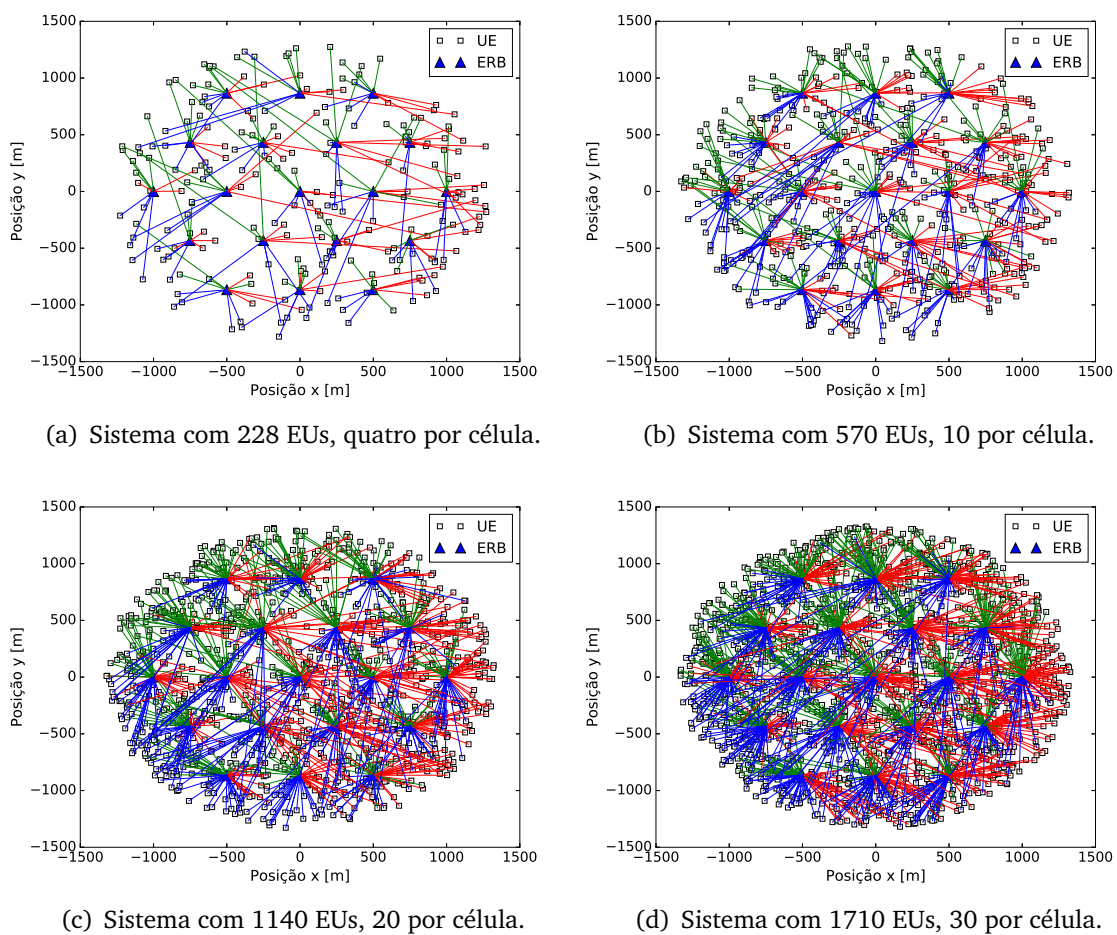 1500
1000
500
0
−500
−1000
−1500
−1500 −1000 −500 0 500 1000 1500
Posição x [m]
Posição y [m]
UE
ERB
(a) Sistema com 228 EUs, quatro por célula.
1500
1000
500
0
−500
−1000
−1500
−1500 −1000 −500 0 500 1000 1500
Posição x [m]
Posição y [m]
UE
ERB
(b) Sistema com 570 EUs, 10 por célula.
1500
1000
500
0
−500
−1000
−1500
−1500 −1000 −500 0 500 1000 1500
Posição x [m]
Posição y [m]
UE
ERB
(c) Sistema com 1140 EUs, 20 por célula.
1500
1000
500
0
−500
−1000
−1500
−1500 −1000 −500 0 500 1000 1500
Posição x [m]
Posição y [m]
UE
ERB
(d) Sistema com 1710 EUs, 30 por célula.